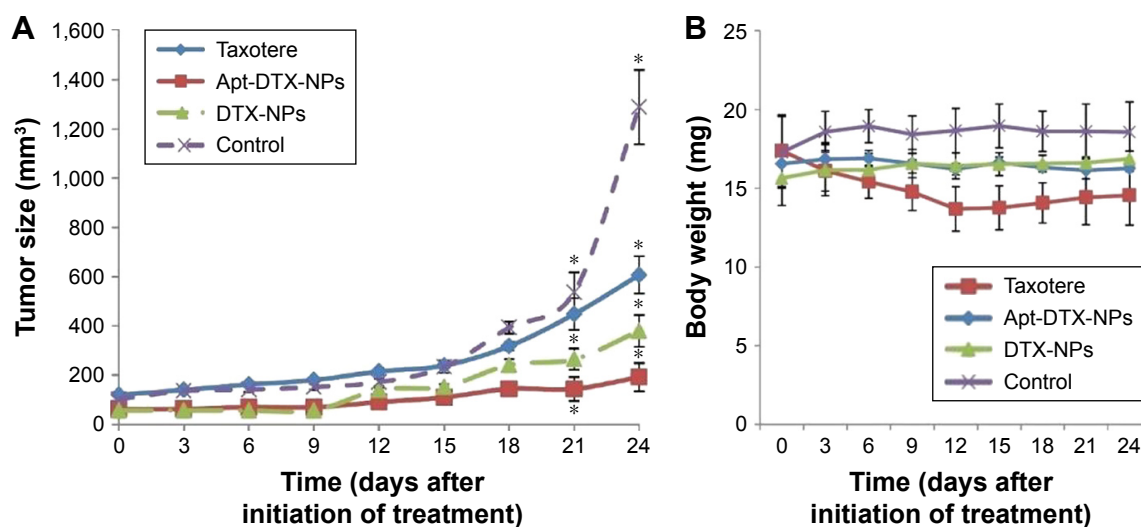 A
Tumor size (mm³)
1,600
1,400
1,200
1,000
800
600
400
200
0
Taxotere
Apt-DTX-NPs
DTX-NPs
Control
*
*
*
*
*
*
*
0 3 6 9 12 15 18 21 24
Time (days after
initiation of treatment)
B
Body weight (mg)
25
20
15
10
5
0
Taxotere
Apt-DTX-NPs
DTX-NPs
Control
0 3 6 9 12 15 18 21 24
Time (days after
initiation of treatment)